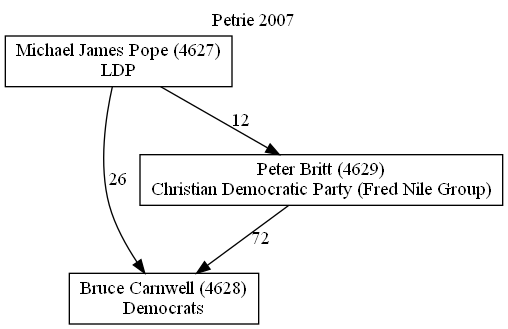 Petrie 2007
Michael James Pope (4627)
LDP
12
Peter Britt (4629)
Christian Democratic Party (Fred Nile Group)
26
72
Bruce Carnwell (4628)
Democrats